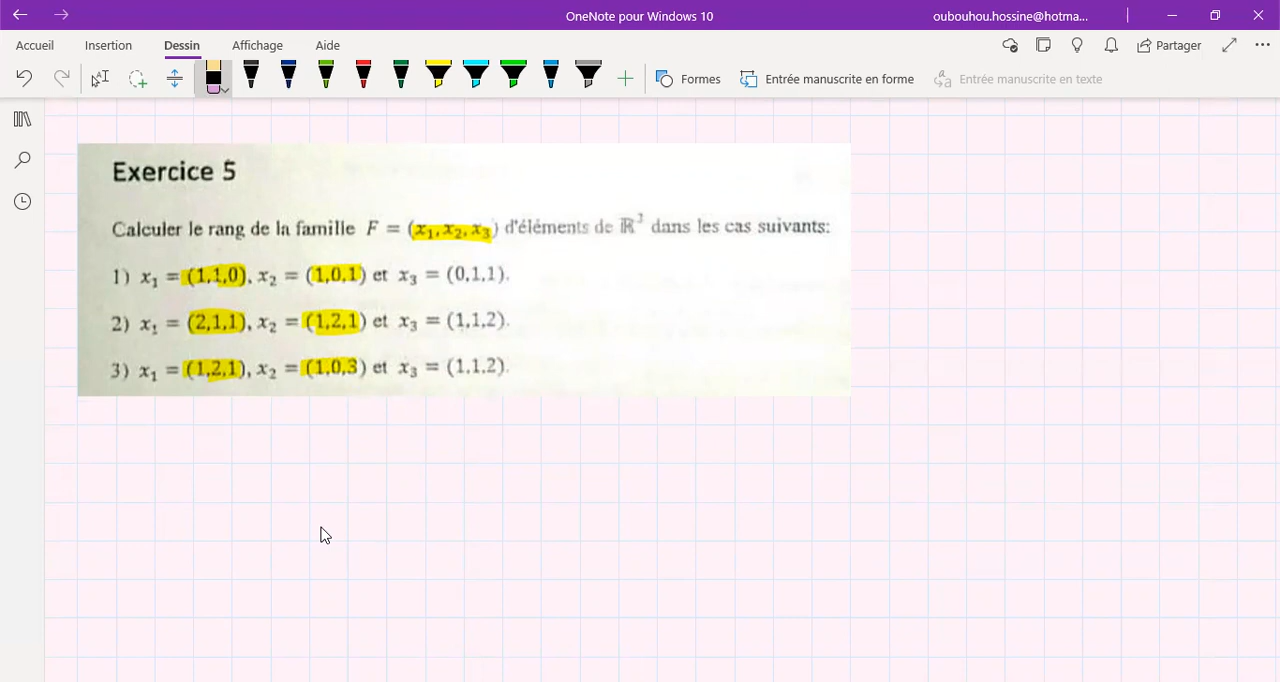 OneNote pour Windows 10
oubouhou.hossine@hotma...
Accueil Insertion Dessin Affichage Aide Partager
Formes Entrée manuscrite en forme Entrée manuscrite en texte
Exercice 5
Calculer le rang de la famille F = (x₁, x₂, x₃) d'éléments de ℝ³ dans les cas suivants:
1) x₁ = (1,1,0), x₂ = (1,0,1) et x₃ = (0,1,1).
2) x₁ = (2,1,1), x₂ = (1,2,1) et x₃ = (1,1,2).
3) x₁ = (1,2,1), x₂ = (1,0,3) et x₃ = (1,1,2).